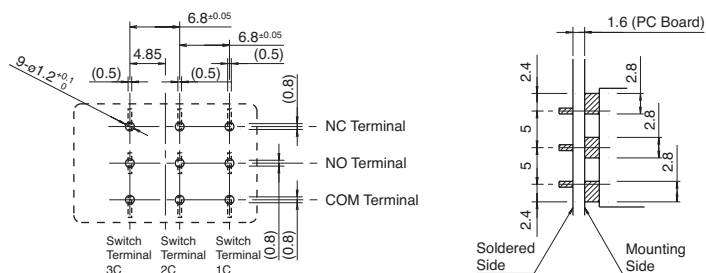 6.8±0.05
6.8±0.05
4.85
(0.5)
(0.5)
(0.5)
(0.8)
9-ø1.2+0.1 0
NC Terminal
NO Terminal
COM Terminal
(0.8)
(0.8)
Switch Terminal 3C
Switch Terminal 2C
Switch Terminal 1C
1.6 (PC Board)
2.4
5
5
2.4
2.8
2.8
2.8
Soldered Side
Mounting Side